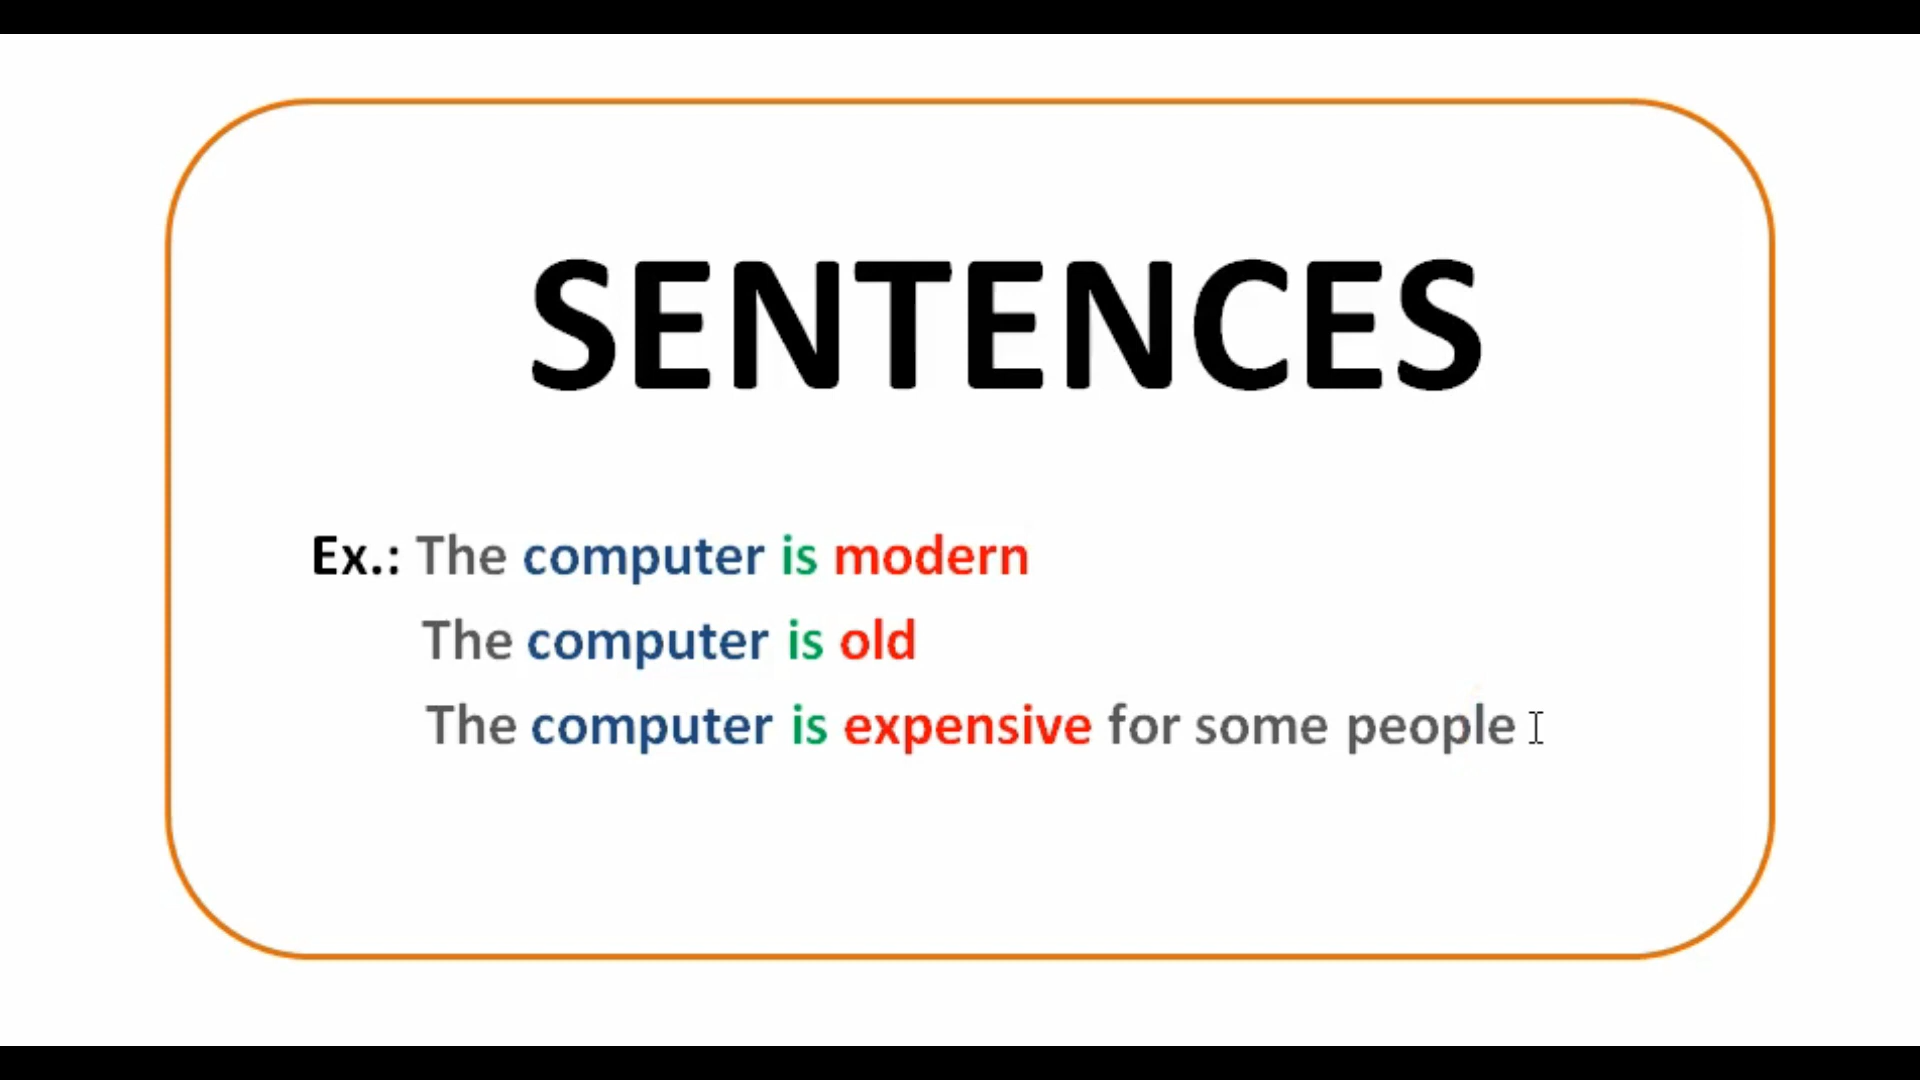 SENTENCES
Ex.: The computer is modern
The computer is old
The computer is expensive for some people